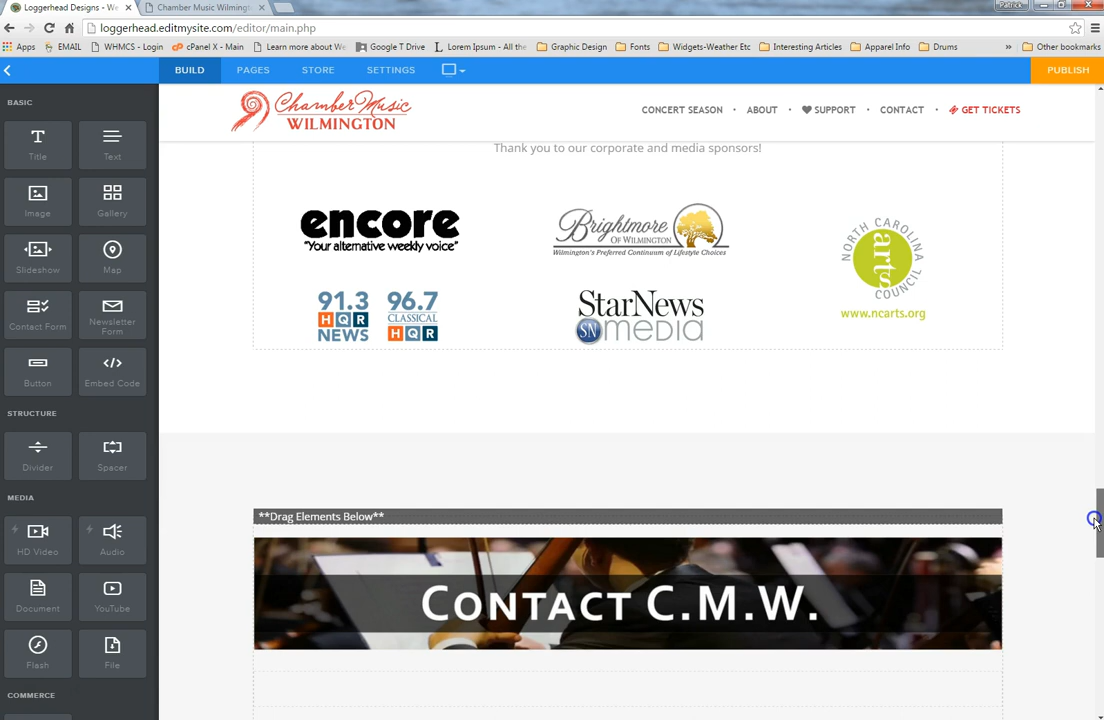 Loggerhead Designs - We
Chamber Music Wilming
Patrick
loggerhead.editmysite.com/editor/main.php
Apps
EMAIL
WHMCS - Login
cPanel X - Main
Learn more about We
Google T Drive
Lorem Ipsum - All the
Graphic Design
Fonts
Widgets-Weather Etc
Interesting Articles
Apparel Info
Drums
»
Other bookmarks
BUILD
PAGES
STORE
SETTINGS
PUBLISH
BASIC
Title
Text
Image
Gallery
Slideshow
Map
Contact Form
Newsletter
Form
Button
Embed Code
STRUCTURE
Divider
Spacer
MEDIA
HD Video
Audio
Document
YouTube
Flash
File
COMMERCE
Chamber Music
WILMINGTON
CONCERT SEASON • ABOUT • SUPPORT • CONTACT • GET TICKETS
Thank you to our corporate and media sponsors!
encore
"Your alternative weekly voice"
Brightmore
OF WILMINGTON
Wilmington's Preferred Continuum of Lifestyle Choices
NORTH CAROLINA
arts
COUNCIL
www.ncarts.org
91.3
HQR
NEWS
96.7
CLASSICAL
HQR
StarNews
SN media
**Drag Elements Below**
CONTACT C.M.W.